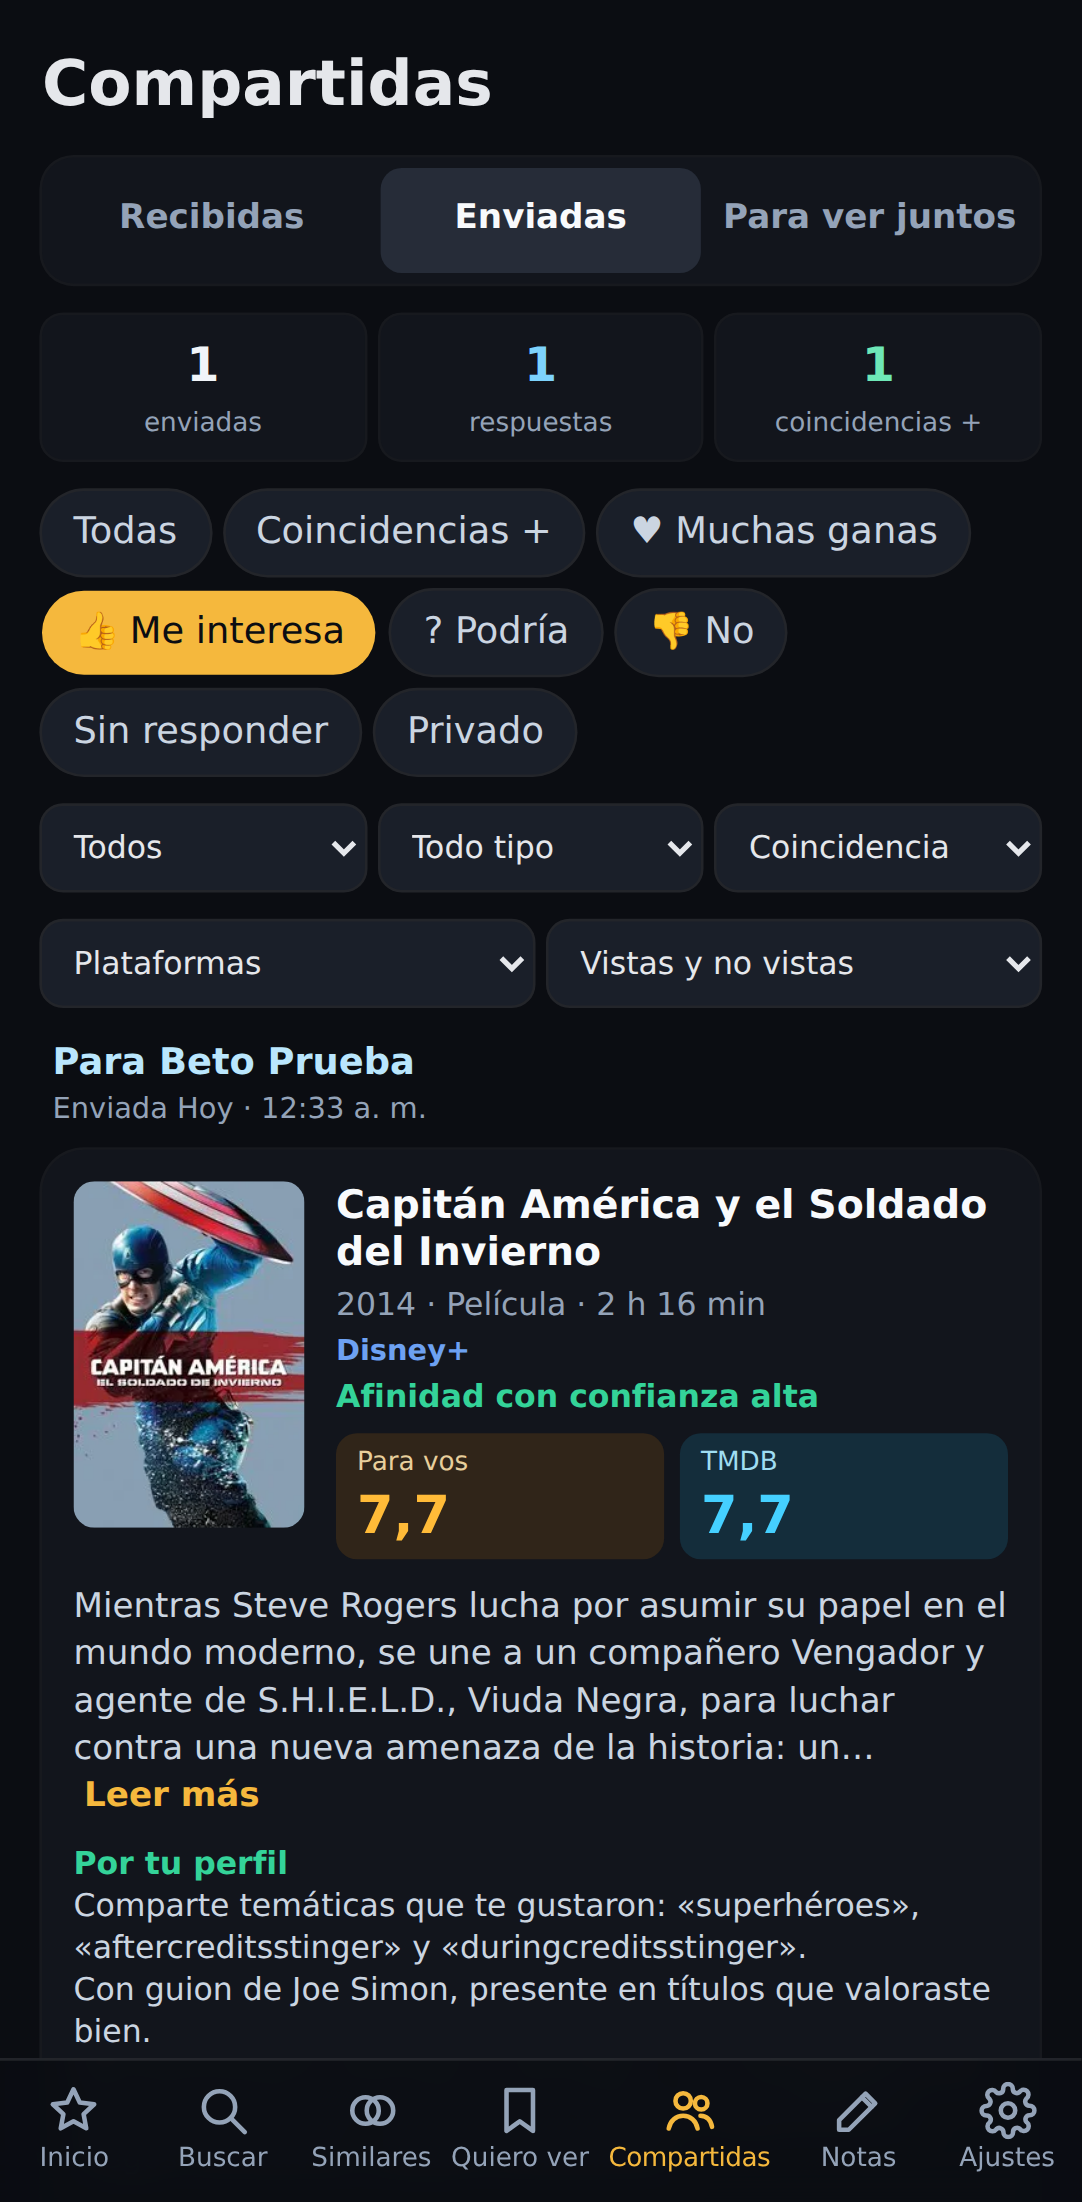 Compartidas
Recibidas Enviadas Para ver juntos
1 1 1
enviadas respuestas coincidencias +
Todas Coincidencias + ♥ Muchas ganas
👍 Me interesa ? Podría 👎 No
Sin responder Privado
Todos Todo tipo Coincidencia
Plataformas Vistas y no vistas
Para Beto Prueba
Enviada Hoy · 12:33 a. m.
CAPITÁN AMÉRICA
EL SOLDADO DE INVIERNO
Capitán América y el Soldado
del Invierno
2014 · Película · 2 h 16 min
Disney+
Afinidad con confianza alta
Para vos TMDB
7,7 7,7
Mientras Steve Rogers lucha por asumir su papel en el
mundo moderno, se une a un compañero Vengador y
agente de S.H.I.E.L.D., Viuda Negra, para luchar
contra una nueva amenaza de la historia: un…
Leer más
Por tu perfil
Comparte temáticas que te gustaron: «superhéroes»,
«aftercreditsstinger» y «duringcreditsstinger».
Con guion de Joe Simon, presente en títulos que valoraste
bien.
Inicio Buscar Similares Quiero ver Compartidas Notas Ajustes